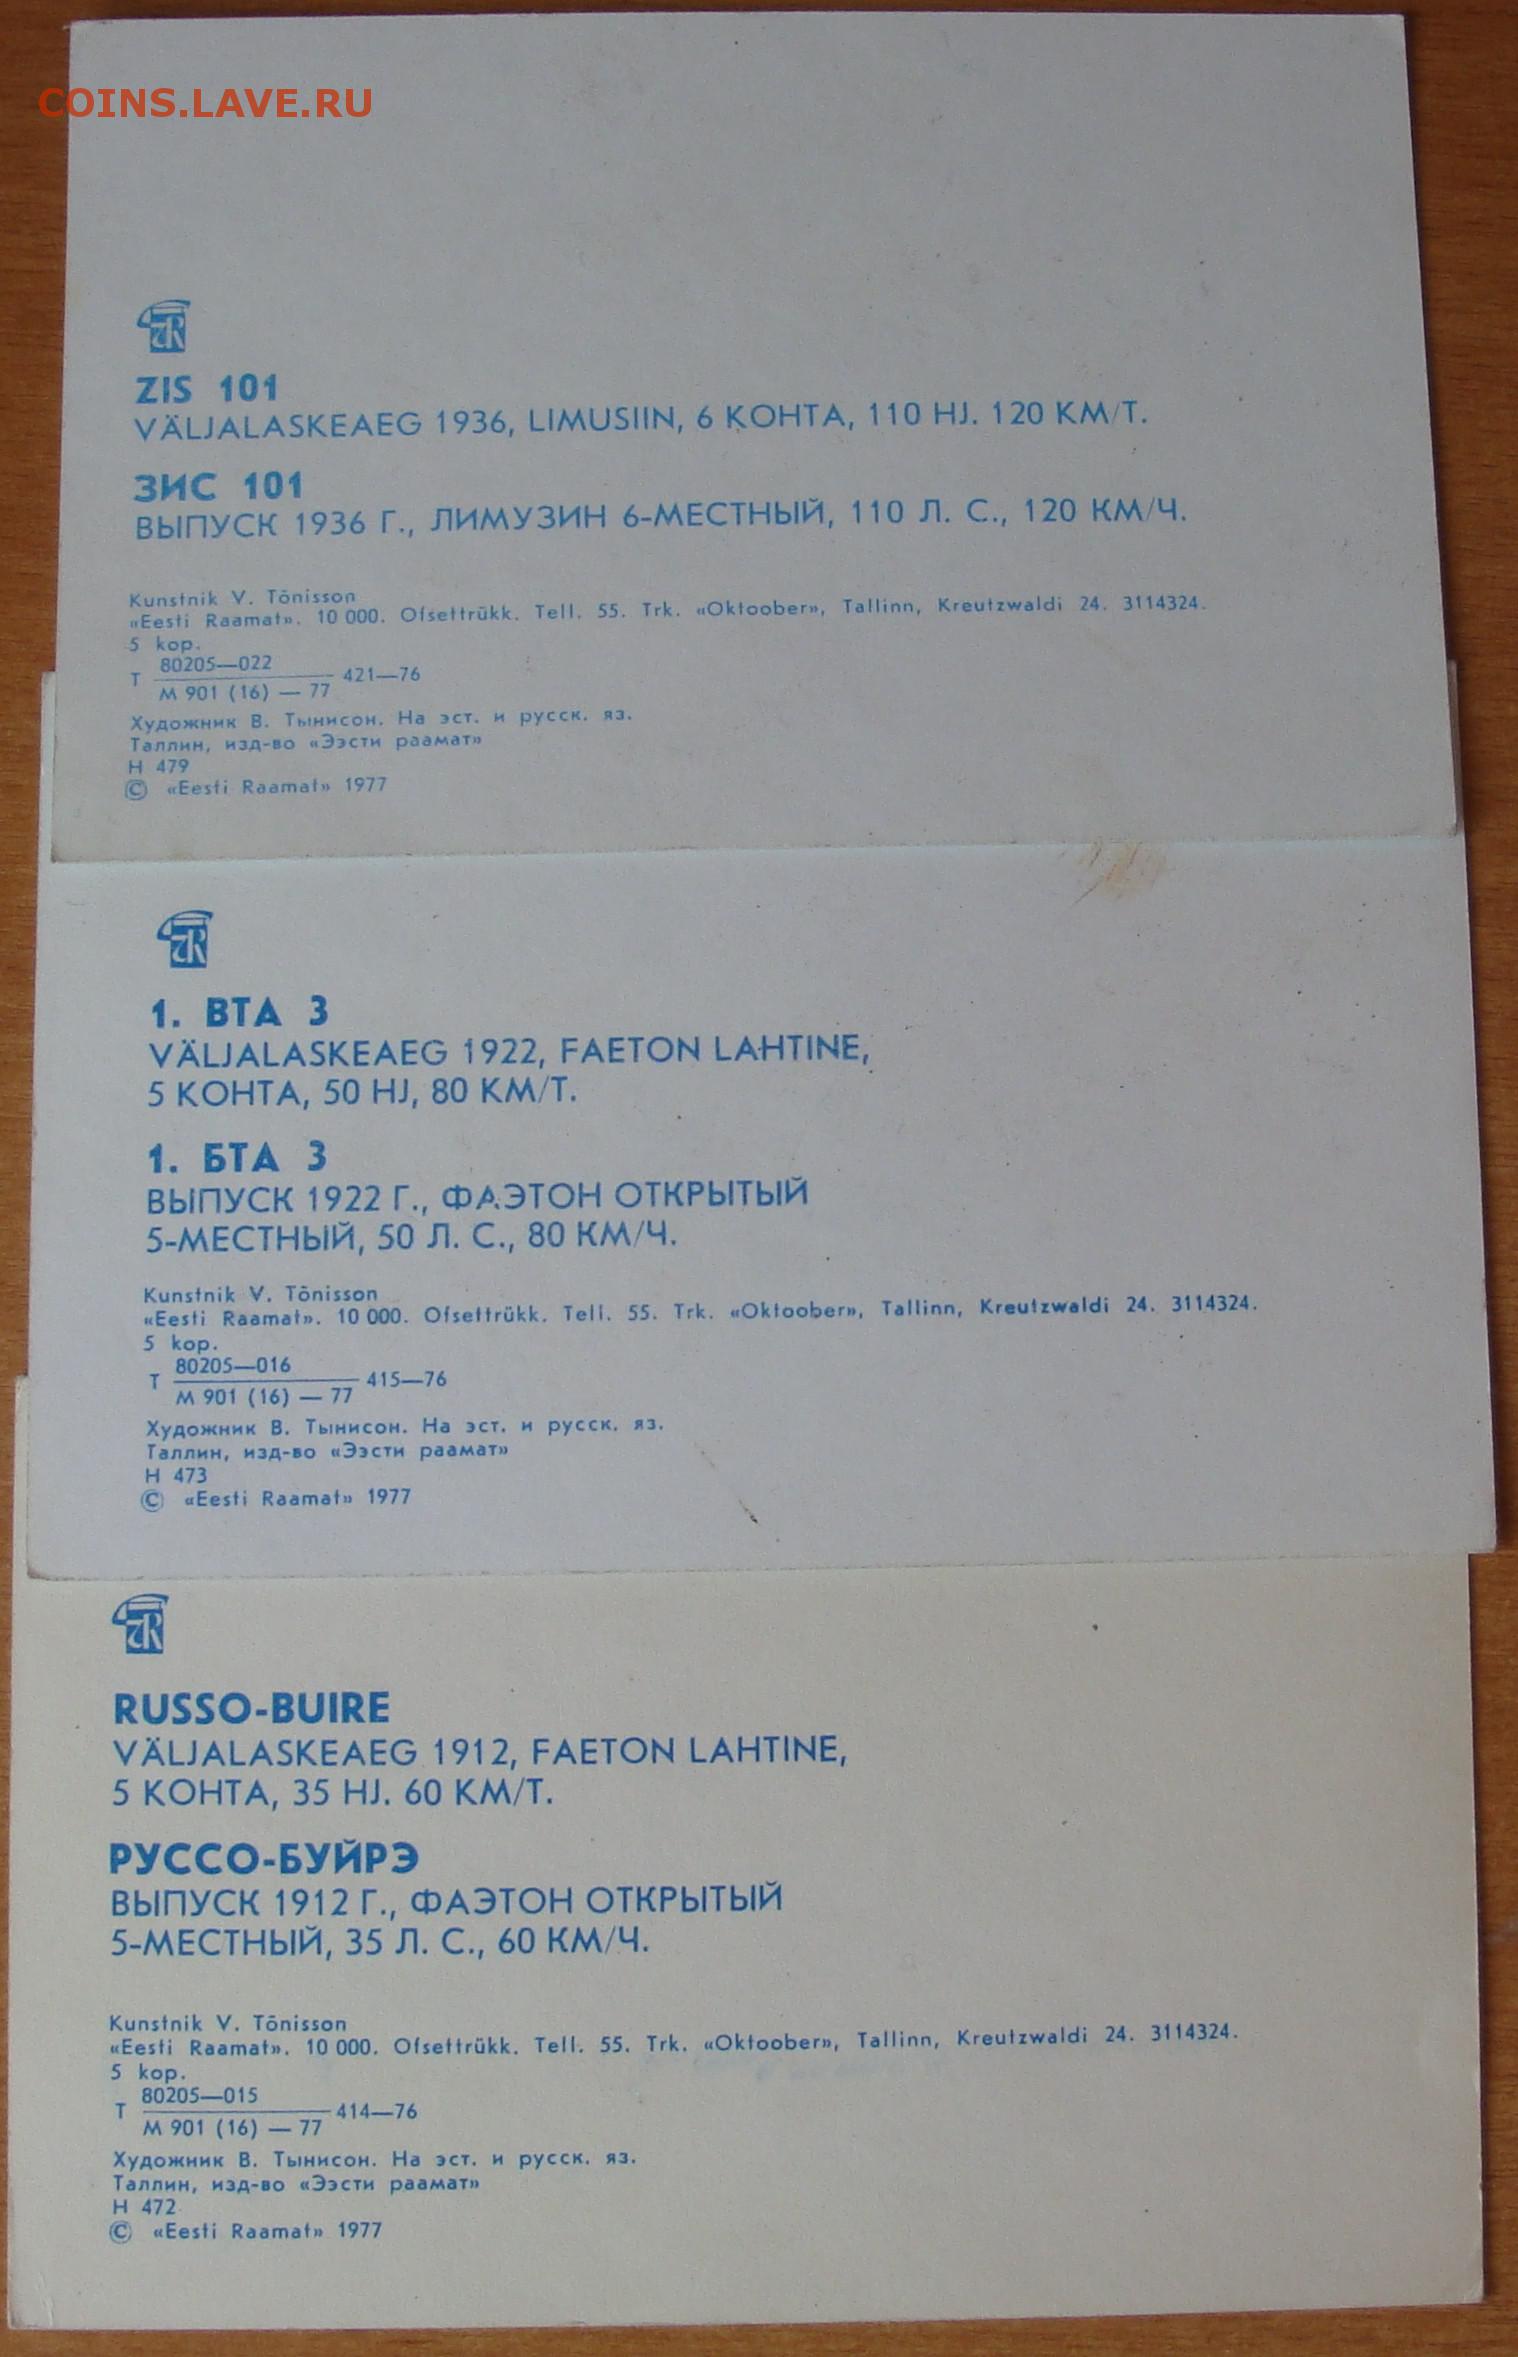 COINS.LAVE.RU
ZIS 101
VÄLJALASKEAEG 1936, LIMUSIIN, 6 KOHTA, 110 HJ. 120 KM/T.
ЗИС 101
ВЫПУСК 1936 Г., ЛИМУЗИН 6-МЕСТНЫЙ, 110 Л. С., 120 КМ/Ч.
Kunstnik V. Tõnisson
«Eesti Raamat». 10 000. Ofsettrükk. Tell. 55. Trk. «Oktoober», Tallinn, Kreutzwaldi 24. 3114324.
5 kop.
Т 80205—022
М 901 (16) — 77 421—76
Художник В. Тынисон. На эст. и русск. яз.
Таллин, изд-во «Ээсти раамат»
Н 479
© «Eesti Raamat» 1977
1. BTA 3
VÄLJALASKEAEG 1922, FAETON LAHTINE,
5 KOHTA, 50 HJ, 80 KM/T.
1. БТА 3
ВЫПУСК 1922 Г., ФАЭТОН ОТКРЫТЫЙ
5-МЕСТНЫЙ, 50 Л. С., 80 КМ/Ч.
Kunstnik V. Tõnisson
«Eesti Raamat». 10 000. Ofsettrükk. Tell. 55. Trk. «Oktoober», Tallinn, Kreutzwaldi 24. 3114324.
5 kop.
Т 80205—016
М 901 (16) — 77 415—76
Художник В. Тынисон. На эст. и русск. яз.
Таллин, изд-во «Ээсти раамат»
Н 473
© «Eesti Raamat» 1977
RUSSO-BUIRE
VÄLJALASKEAEG 1912, FAETON LAHTINE,
5 KOHTA, 35 HJ. 60 KM/T.
РУССО-БУЙРЭ
ВЫПУСК 1912 Г., ФАЭТОН ОТКРЫТЫЙ
5-МЕСТНЫЙ, 35 Л. С., 60 КМ/Ч.
Kunstnik V. Tõnisson
«Eesti Raamat». 10 000. Ofsettrükk. Tell. 55. Trk. «Oktoober», Tallinn, Kreutzwaldi 24. 3114324.
5 kop.
Т 80205—015
М 901 (16) — 77 414—76
Художник В. Тынисон. На эст. и русск. яз.
Таллин, изд-во «Ээсти раамат»
Н 472
© «Eesti Raamat» 1977